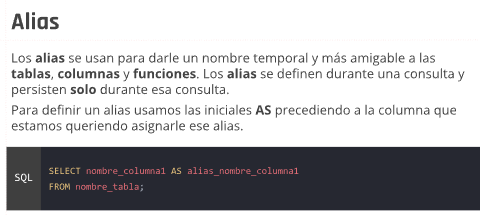 Alias
Los alias se usan para darle un nombre temporal y más amigable a las
tablas, columnas y funciones. Los alias se definen durante una consulta y
persisten solo durante esa consulta.
Para definir un alias usamos las iniciales AS precediendo a la columna que
estamos queriendo asignarle ese alias.
SQL
SELECT nombre_columna1 AS alias_nombre_columna1
FROM nombre_tabla;